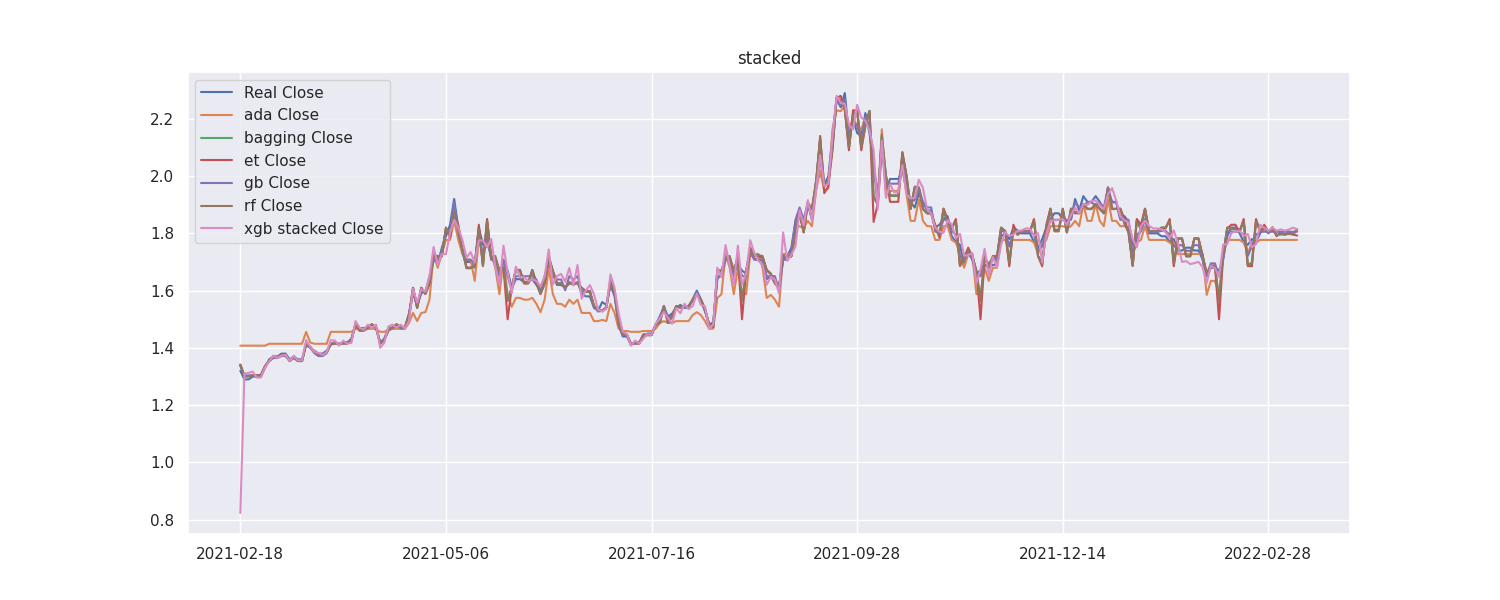 stacked
Real Close
ada Close
bagging Close
et Close
gb Close
rf Close
xgb stacked Close
2.2
2.0
1.8
1.6
1.4
1.2
1.0
0.8
2021-02-18 2021-05-06 2021-07-16 2021-09-28 2021-12-14 2022-02-28